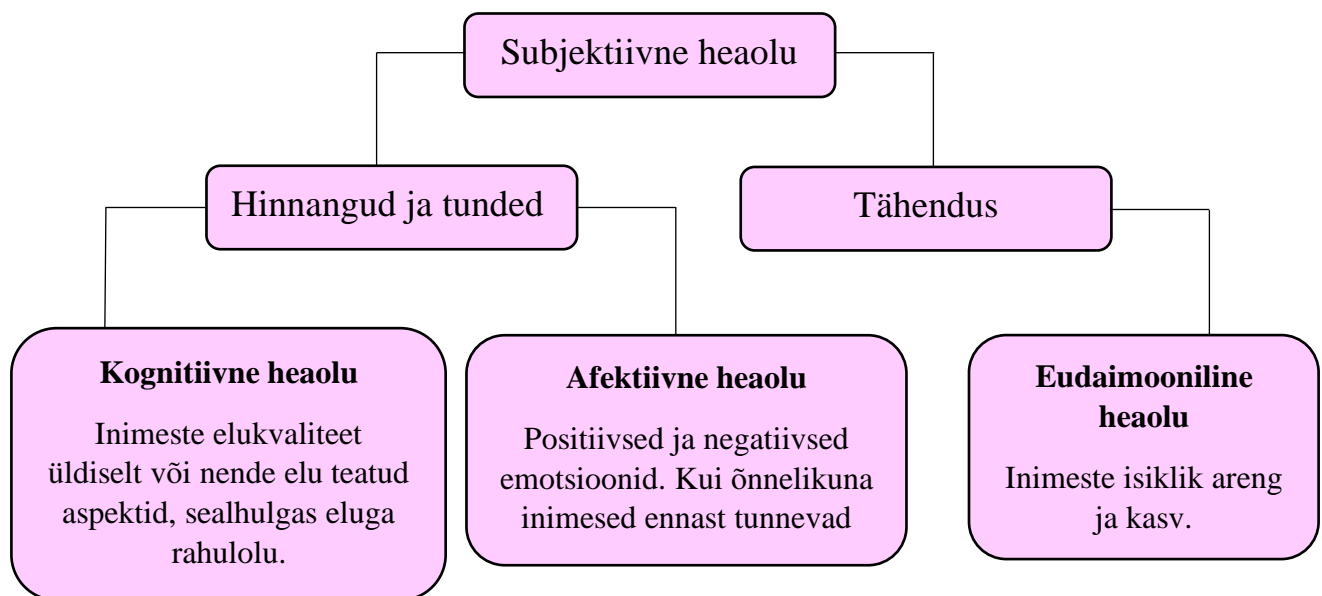 Subjektiivne heaolu
Hinnangud ja tunded
Tähendus
Kognitiivne heaolu
Inimeste elukvaliteet
üldiselt või nende elu teatud
aspektid, sealhulgas eluga
rahulolu.
Afektiivne heaolu
Positiivsed ja negatiivsed
emotsioonid. Kui õnnelikuna
inimesed ennast tunnevad
Eudaimooniline
heaolu
Inimeste isiklik areng
ja kasv.